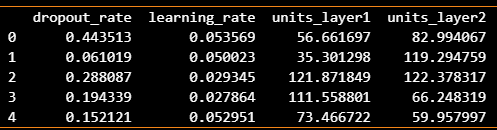 dropout_rate learning_rate units_layer1 units_layer2
0 0.443513 0.053569 56.661697 82.994067
1 0.061019 0.050023 35.301298 119.294759
2 0.288087 0.029345 121.871849 122.378317
3 0.194339 0.027864 111.558801 66.248319
4 0.152121 0.052951 73.466722 59.957997